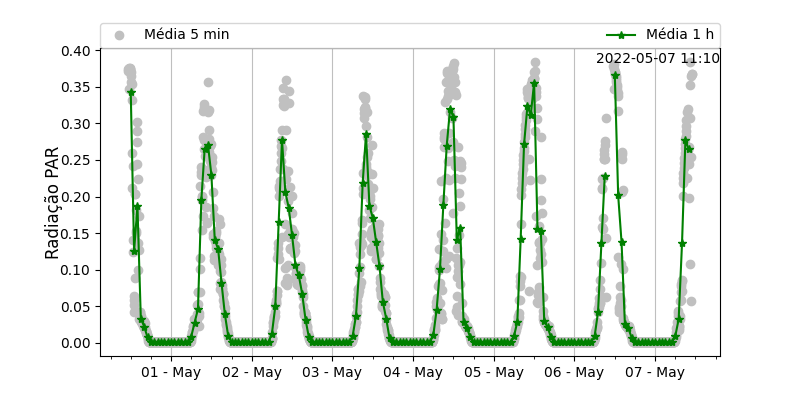 Média 5 min
Média 1 h
2022-05-07 11:10
Radiação PAR
0.40
0.35
0.30
0.25
0.20
0.15
0.10
0.05
0.00
01 - May
02 - May
03 - May
04 - May
05 - May
06 - May
07 - May